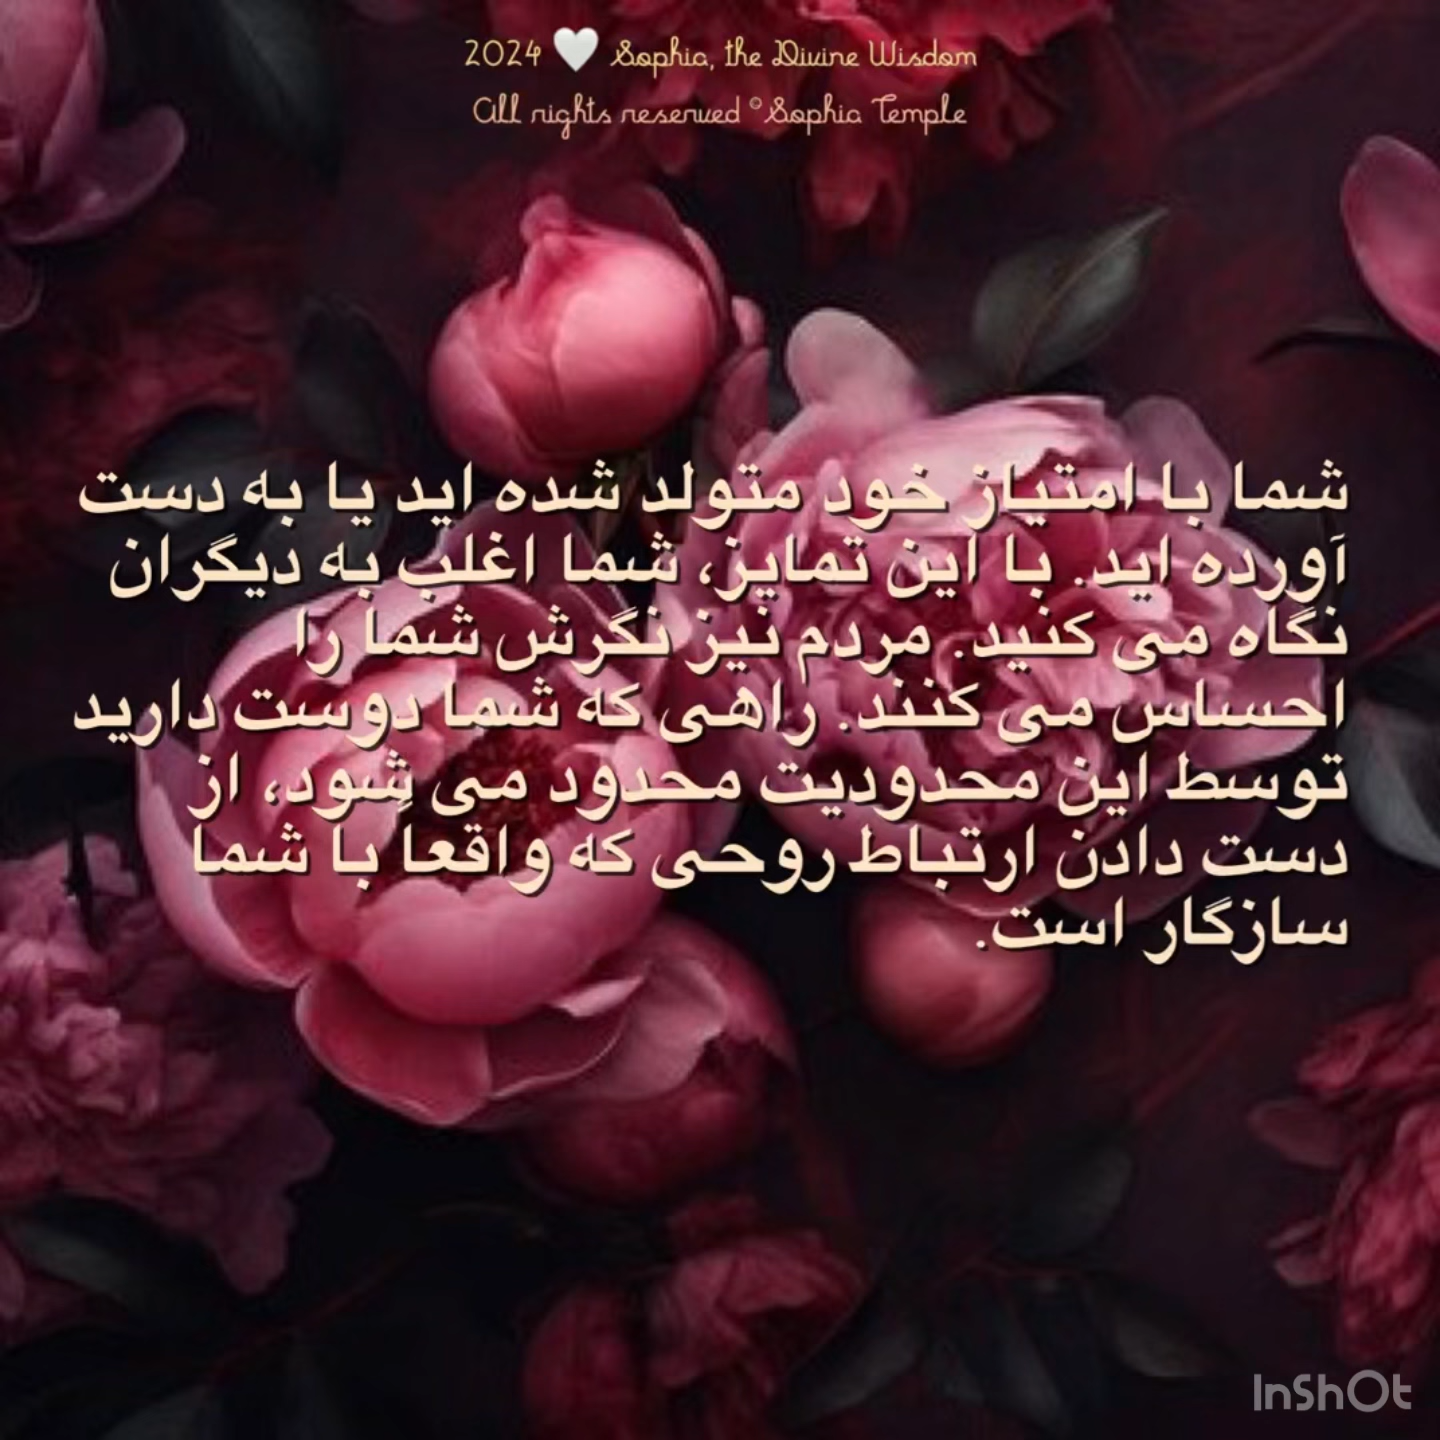 2024 🤍 Sophia, the Divine Wisdom
All rights reserved © Sophia Temple
شما با امتیاز خود متولد شده اید یا به دست
آورده اید. با این تمایز، شما اغلب به دیگران
نگاه می کنید. مردم نیز نگرش شما را
احساس می کنند. راهی که شما دوست دارید
توسط این محدودیت محدود می شود، از
دست دادن ارتباط روحی که واقعاً با شما
سازگار است.
InShOt